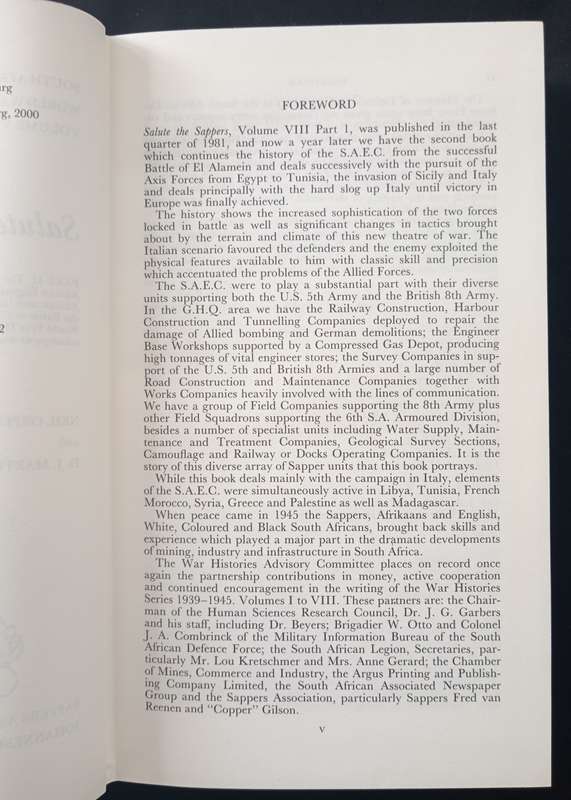 urg
rg, 2000
2
FOREWORD
Salute the Sappers, Volume VIII Part 1, was published in the last
quarter of 1981, and now a year later we have the second book
which continues the history of the S.A.E.C. from the successful
Battle of El Alamein and deals successively with the pursuit of the
Axis Forces from Egypt to Tunisia, the invasion of Sicily and Italy
and deals principally with the hard slog up Italy until victory in
Europe was finally achieved.
The history shows the increased sophistication of the two forces
locked in battle as well as significant changes in tactics brought
about by the terrain and climate of this new theatre of war. The
Italian scenario favoured the defenders and the enemy exploited the
physical features available to him with classic skill and precision
which accentuated the problems of the Allied Forces.
The S.A.E.C. were to play a substantial part with their diverse
units supporting both the U.S. 5th Army and the British 8th Army.
In the G.H.Q. area we have the Railway Construction, Harbour
Construction and Tunnelling Companies deployed to repair the
damage of Allied bombing and German demolitions; the Engineer
Base Workshops supported by a Compressed Gas Depot, producing
high tonnages of vital engineer stores; the Survey Companies in sup-
port of the U.S. 5th and British 8th Armies and a large number of
Road Construction and Maintenance Companies together with
Works Companies heavily involved with the lines of communication.
We have a group of Field Companies supporting the 8th Army plus
other Field Squadrons supporting the 6th S.A. Armoured Division,
besides a number of specialist units including Water Supply, Main-
tenance and Treatment Companies, Geological Survey Sections,
Camouflage and Railway or Docks Operating Companies. It is the
story of this diverse array of Sapper units that this book portrays.
While this book deals mainly with the campaign in Italy, elements
of the S.A.E.C. were simultaneously active in Libya, Tunisia, French
Morocco, Syria, Greece and Palestine as well as Madagascar.
When peace came in 1945 the Sappers, Afrikaans and English,
White, Coloured and Black South Africans, brought back skills and
experience which played a major part in the dramatic developments
of mining, industry and infrastructure in South Africa.
The War Histories Advisory Committee places on record once
again the partnership contributions in money, active cooperation
and continued encouragement in the writing of the War Histories
Series 1939–1945. Volumes I to VIII. These partners are: the Chair-
man of the Human Sciences Research Council, Dr. J. G. Garbers
and his staff, including Dr. Beyers; Brigadier W. Otto and Colonel
J. A. Combrinck of the Military Information Bureau of the South
African Defence Force; the South African Legion, Secretaries, par-
ticularly Mr. Lou Kretschmer and Mrs. Anne Gerard; the Chamber
of Mines, Commerce and Industry, the Argus Printing and Publish-
ing Company Limited, the South African Associated Newspaper
Group and the Sappers Association, particularly Sappers Fred van
Reenen and "Copper" Gilson.
v